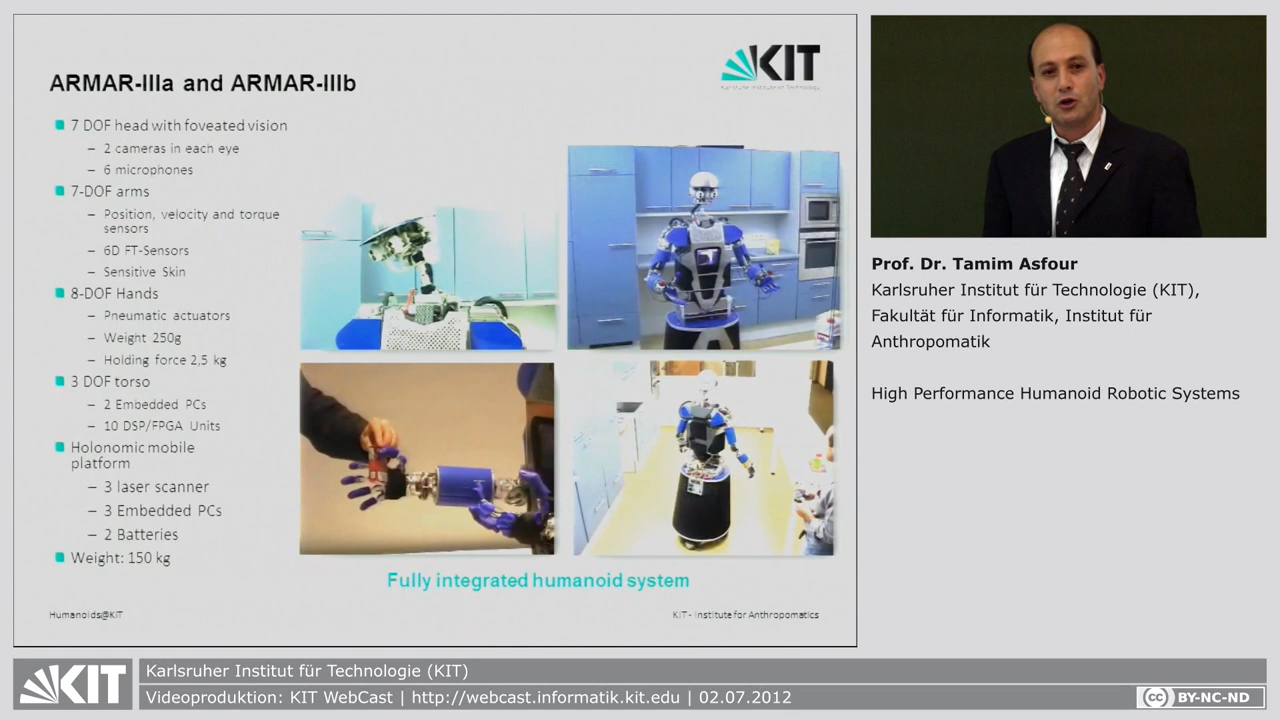 KIT
Karlsruhe Institute of Technology
ARMAR-IIIa and ARMAR-IIIb
7 DOF head with foveated vision
– 2 cameras in each eye
– 6 microphones
7-DOF arms
– Position, velocity and torque
sensors
– 6D FT-Sensors
– Sensitive Skin
8-DOF Hands
– Pneumatic actuators
– Weight 250g
– Holding force 2,5 kg
3 DOF torso
– 2 Embedded PCs
– 10 DSP/FPGA Units
Holonomic mobile
platform
– 3 laser scanner
– 3 Embedded PCs
– 2 Batteries
Weight: 150 kg
Fully integrated humanoid system
Humanoids@KIT
KIT - Institute for Anthropomatics
Prof. Dr. Tamim Asfour
Karlsruher Institut für Technologie (KIT),
Fakultät für Informatik, Institut für
Anthropomatik
High Performance Humanoid Robotic Systems
KIT
Karlsruher Institut für Technologie (KIT)
Videoproduktion: KIT WebCast | http://webcast.informatik.kit.edu | 02.07.2012
cc BY-NC-ND